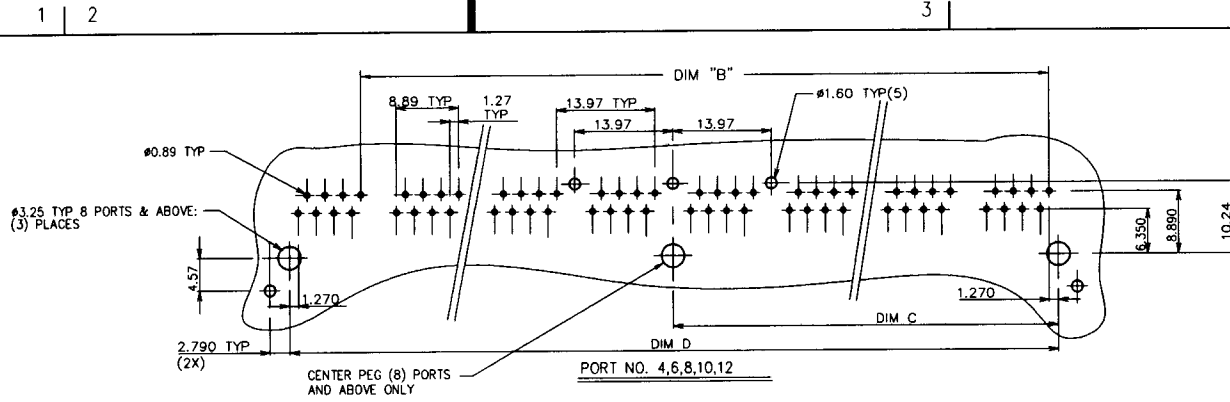 1 2 3
DIM "B"
8.89 TYP
1.27
TYP
13.97 TYP
ø1.60 TYP(5)
13.97
13.97
ø0.89 TYP
ø3.25 TYP 8 PORTS & ABOVE:
(3) PLACES
4.57
1.270
6.350
8.890
10.24
1.270
DIM C
2.790 TYP
(2X)
DIM D
CENTER PEG (8) PORTS
AND ABOVE ONLY
PORT NO. 4,6,8,10,12